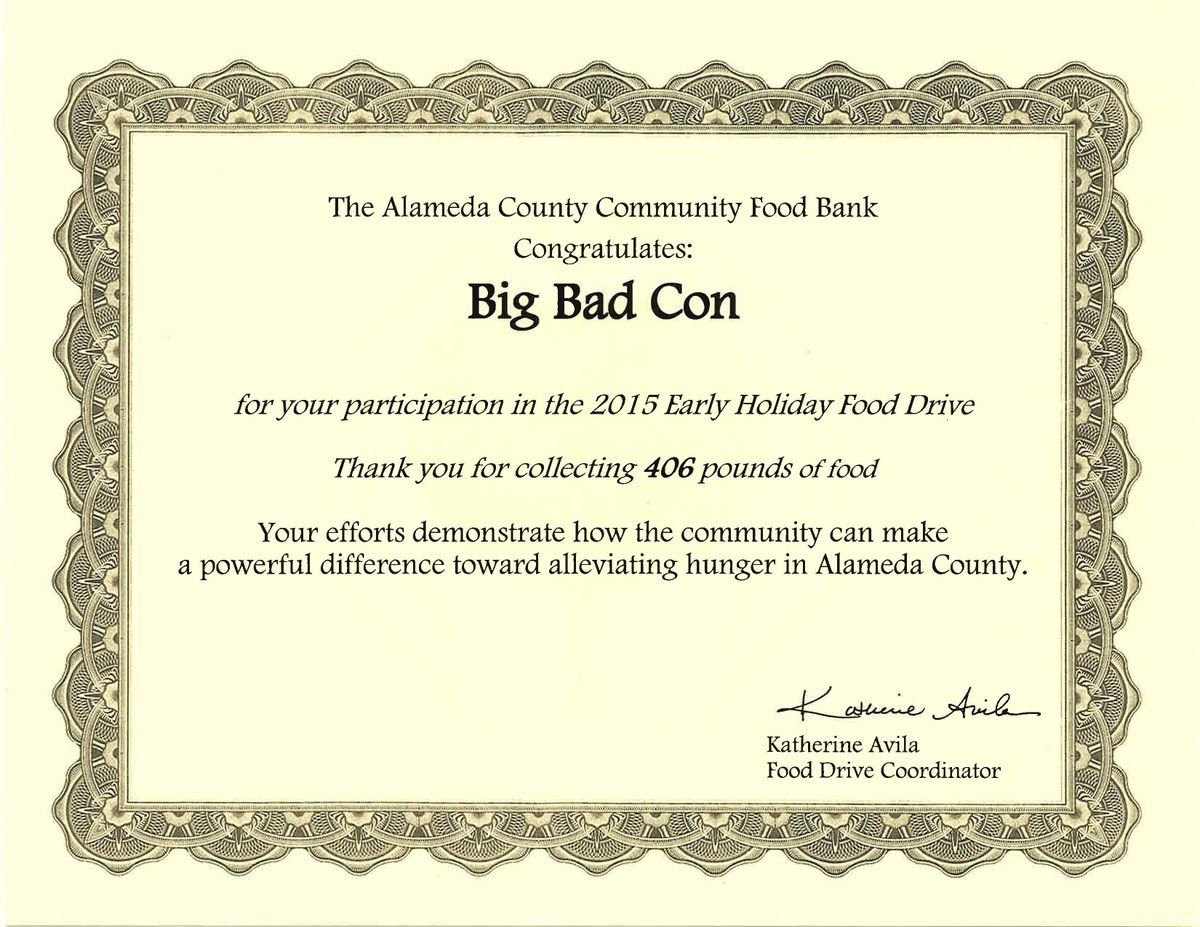 The Alameda County Community Food Bank
Congratulates:
Big Bad Con
for your participation in the 2015 Early Holiday Food Drive
Thank you for collecting 406 pounds of food
Your efforts demonstrate how the community can make
a powerful difference toward alleviating hunger in Alameda County.
Katherine Avila
Katherine Avila
Food Drive Coordinator